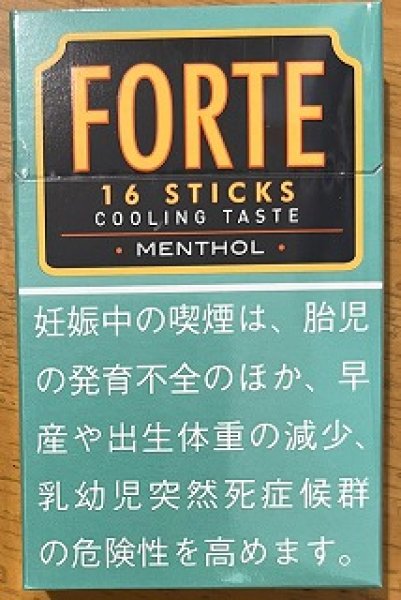 FORTE
16 STICKS
COOLING TASTE
• MENTHOL •
妊娠中の喫煙は、胎児
の発育不全のほか、早
産や出生体重の減少、
乳幼児突然死症候群
の危険性を高めます。